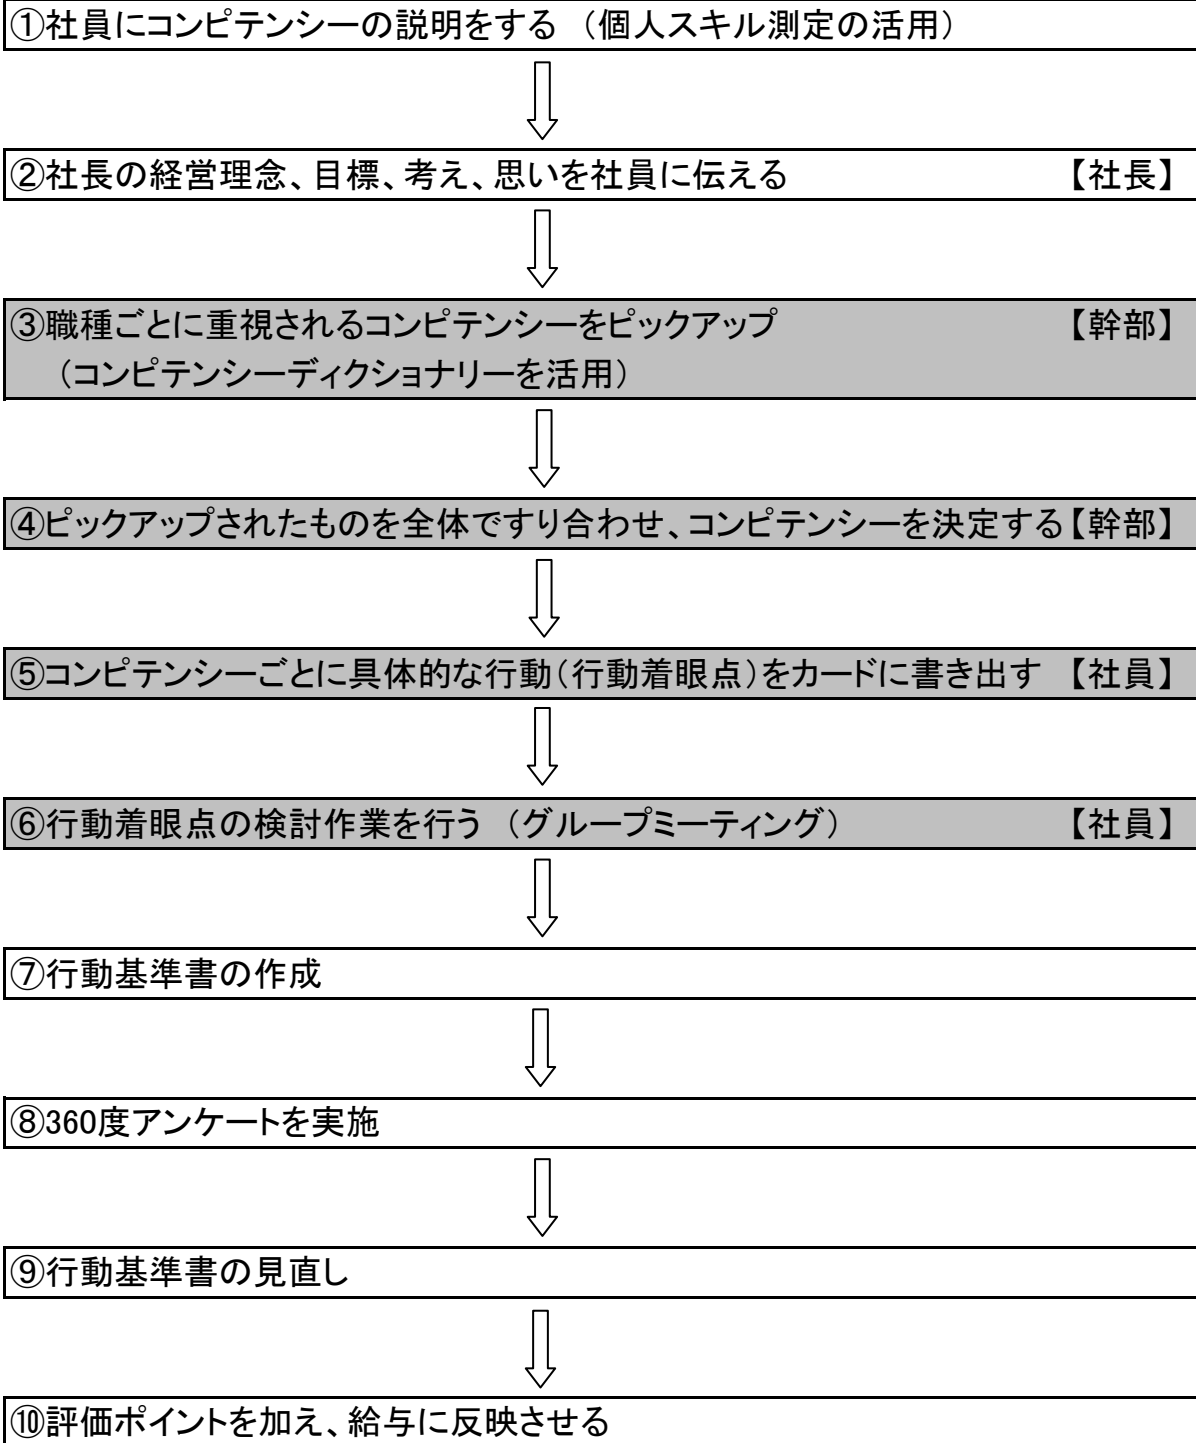 ①社員にコンピテンシーの説明をする （個人スキル測定の活用）
②社長の経営理念、目標、考え、思いを社員に伝える 【社長】
③職種ごとに重視されるコンピテンシーをピックアップ 【幹部】
（コンピテンシーディクショナリーを活用）
④ピックアップされたものを全体ですり合わせ、コンピテンシーを決定する【幹部】
⑤コンピテンシーごとに具体的な行動（行動着眼点）をカードに書き出す 【社員】
⑥行動着眼点の検討作業を行う （グループミーティング） 【社員】
⑦行動基準書の作成
⑧360度アンケートを実施
⑨行動基準書の見直し
⑩評価ポイントを加え、給与に反映させる